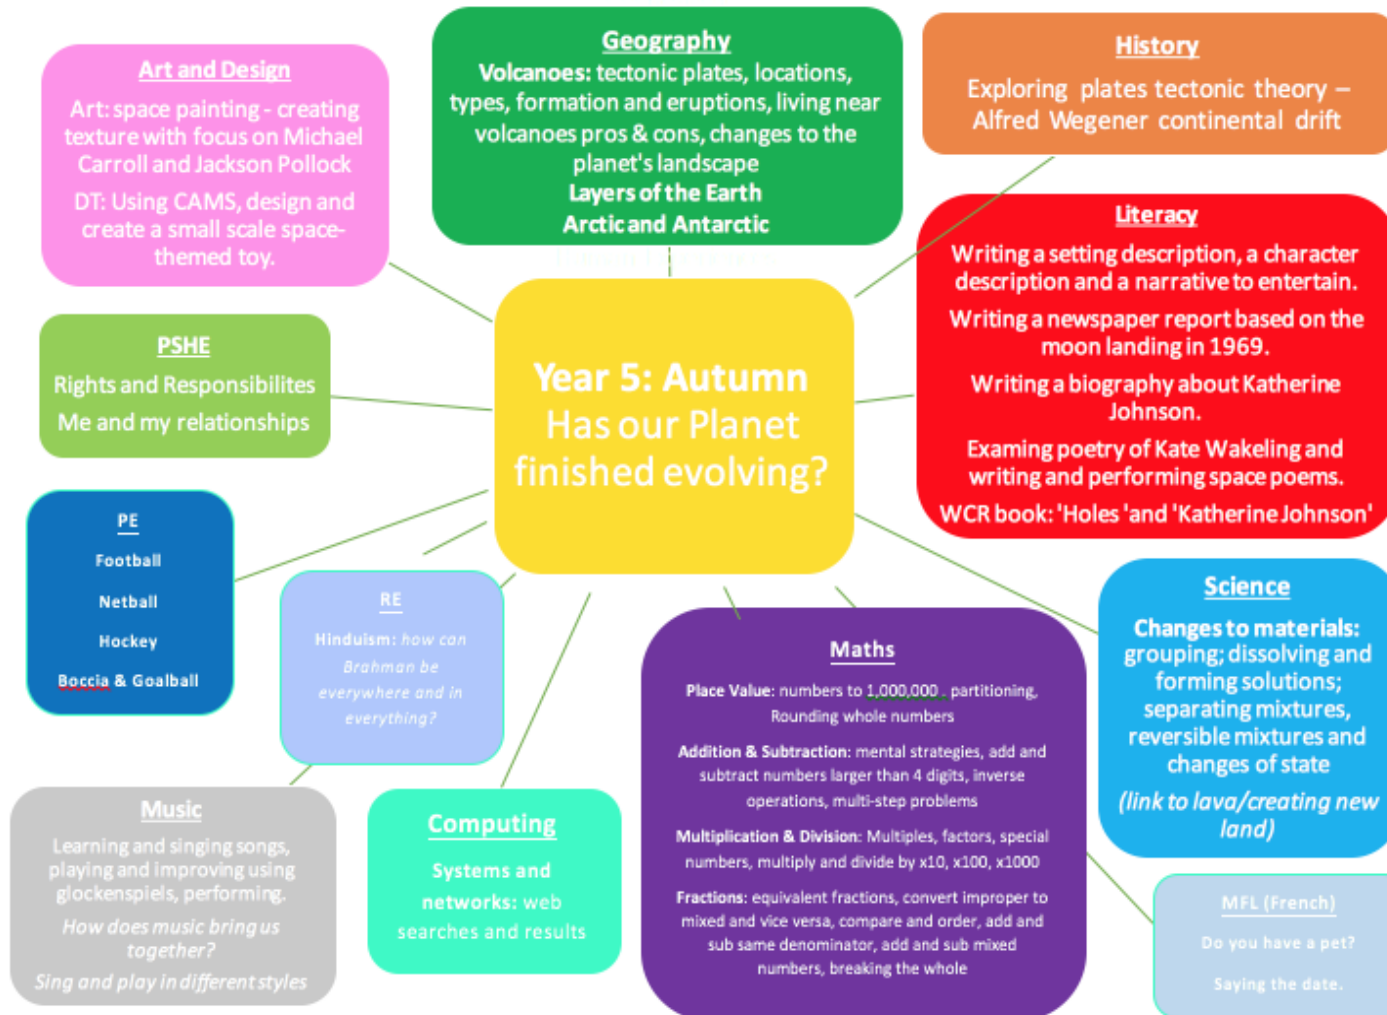 Art and Design
Art: space painting - creating
texture with focus on Michael
Carroll and Jackson Pollock
DT: Using CAMS, design and
create a small scale space-
themed toy.
Geography
Volcanoes: tectonic plates, locations,
types, formation and eruptions, living near
volcanoes pros & cons, changes to the
planet's landscape
Layers of the Earth
Arctic and Antarctic
History
Exploring plates tectonic theory –
Alfred Wegener continental drift
Literacy
Writing a setting description, a character
description and a narrative to entertain.
Writing a newspaper report based on the
moon landing in 1969.
Writing a biography about Katherine
Johnson.
Examing poetry of Kate Wakeling and
writing and performing space poems.
WCR book: 'Holes 'and 'Katherine Johnson'
PSHE
Rights and Responsibilites
Me and my relationships
Year 5: Autumn
Has our Planet
finished evolving?
PE
Football
Netball
Hockey
Boccia & Goalball
RE
Hinduism: how can
Brahman be
everywhere and in
everything?
Science
Changes to materials:
grouping; dissolving and
forming solutions;
separating mixtures,
reversible mixtures and
changes of state
(link to lava/creating new
land)
Maths
Place Value: numbers to 1,000,000 , partitioning,
Rounding whole numbers
Addition & Subtraction: mental strategies, add and
subtract numbers larger than 4 digits, inverse
operations, multi-step problems
Multiplication & Division: Multiples, factors, special
numbers, multiply and divide by x10, x100, x1000
Fractions: equivalent fractions, convert improper to
mixed and vice versa, compare and order, add and
sub same denominator, add and sub mixed
numbers, breaking the whole
Music
Learning and singing songs,
playing and improving using
glockenspiels, performing.
How does music bring us
together?
Sing and play in different styles
Computing
Systems and
networks: web
searches and results
MFL (French)
Do you have a pet?
Saying the date.